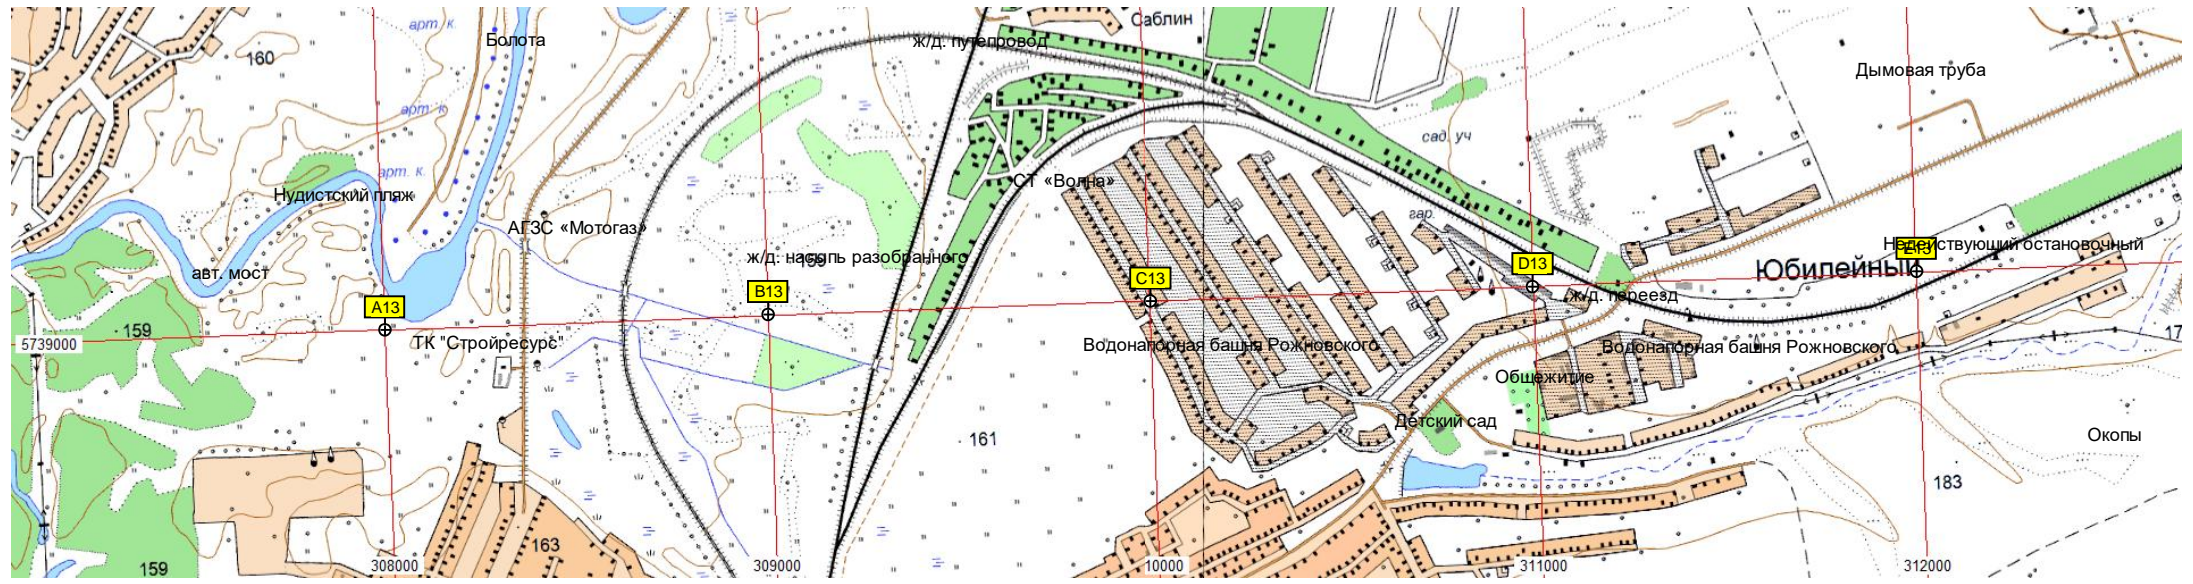 Саблин
арт. к.
Болота
ж/д. путепровод
160
Дымовая труба
арт. к
сад. уч
арт. к.
СТ «Волна»
Нудистский пляж
гар.
АГЗС «Мотогаз»
Недействующий остановочный
E13
ж/д. насыпь разобранного
159
D13
авт. мост
Юбилейный
C13
B13
ж/д. переезд
A13
159
17
5739000
ТК "Стройресурс"
Водонапорная башня Рожновского
Водонапорная башня Рожновского
Общежитие
Детский сад
161
Окопы
183
163
159
308000
309000
10000
311000
312000